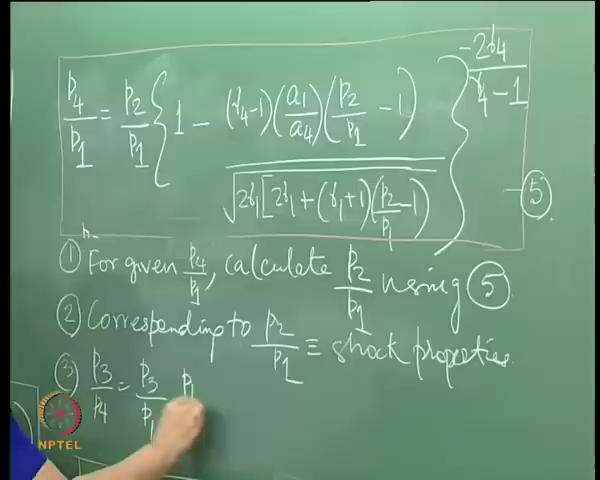 p4/p1 = p2/p1 { 1 - (γ4-1)(a1/a4)(p2/p1 - 1) / √(2γ1[2γ1+(γ1+1)(p2/p1-1)) }^(-2γ4/(γ4-1)) - (5)
(1) For given p4/p1, calculate p2/p1 using (5)
(2) Corresponding to p2/p1 ≡ shock properties
(3) p3/p4 = p3/p1 p1
NPTEL